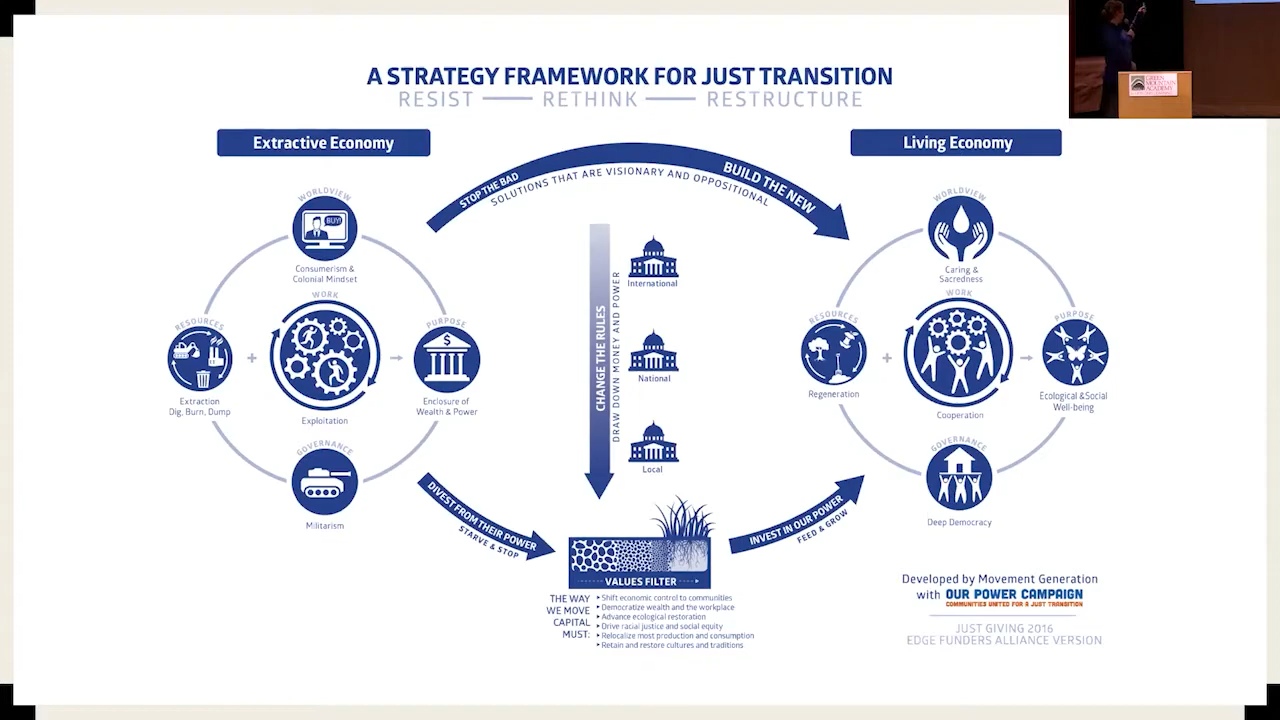 A STRATEGY FRAMEWORK FOR JUST TRANSITION
RESIST — RETHINK — RESTRUCTURE
GREEN
MOUNTAIN
ACADEMY
Extractive Economy
WORLDVIEW
BUY!
Consumerism &
Colonial Mindset
RESOURCES
Extraction
Dig, Burn, Dump
+
WORK
Exploitation
PURPOSE
$
Enclosure of
Wealth & Power
GOVERNANCE
Militarism
STOP THE BAD
BUILD THE NEW
SOLUTIONS THAT ARE VISIONARY AND OPPOSITIONAL
CHANGE THE RULES
DRAW DOWN MONEY AND POWER
International
National
Local
DIVEST FROM THEIR POWER
STARVE & STOP
VALUES FILTER
INVEST IN OUR POWER
FEED & GROW
THE WAY
WE MOVE
CAPITAL
MUST:
‣ Shift economic control to communities
‣ Democratize wealth and the workplace
‣ Advance ecological restoration
‣ Drive racial justice and social equity
‣ Relocalize most production and consumption
‣ Retain and restore cultures and traditions
Living Economy
WORLDVIEW
Caring &
Sacredness
RESOURCES
Regeneration
+
WORK
Cooperation
PURPOSE
Ecological &Social
Well-being
GOVERNANCE
Deep Democracy
Developed by Movement Generation
with OUR POWER CAMPAIGN
COMMUNITIES UNITED FOR A JUST TRANSITION
JUST GIVING 2016
EDGE FUNDERS ALLIANCE VERSION